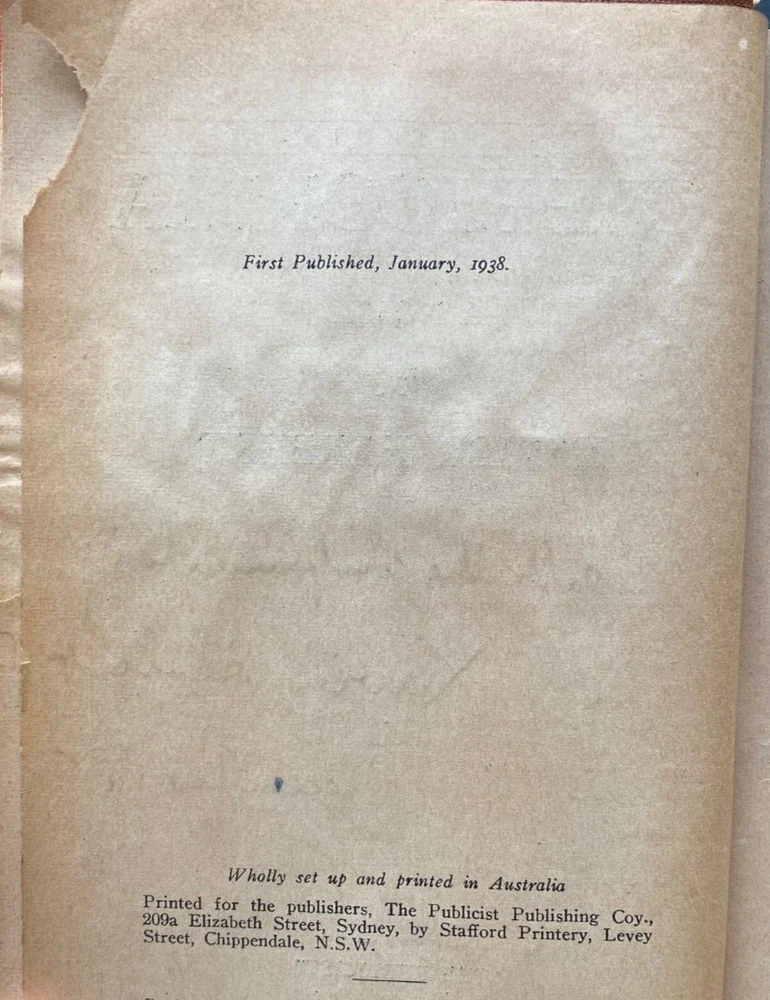 First Published, January, 1938.
Wholly set up and printed in Australia
Printed for the publishers, The Publicist Publishing Coy.,
209a Elizabeth Street, Sydney, by Stafford Printery, Levey
Street, Chippendale, N.S.W.